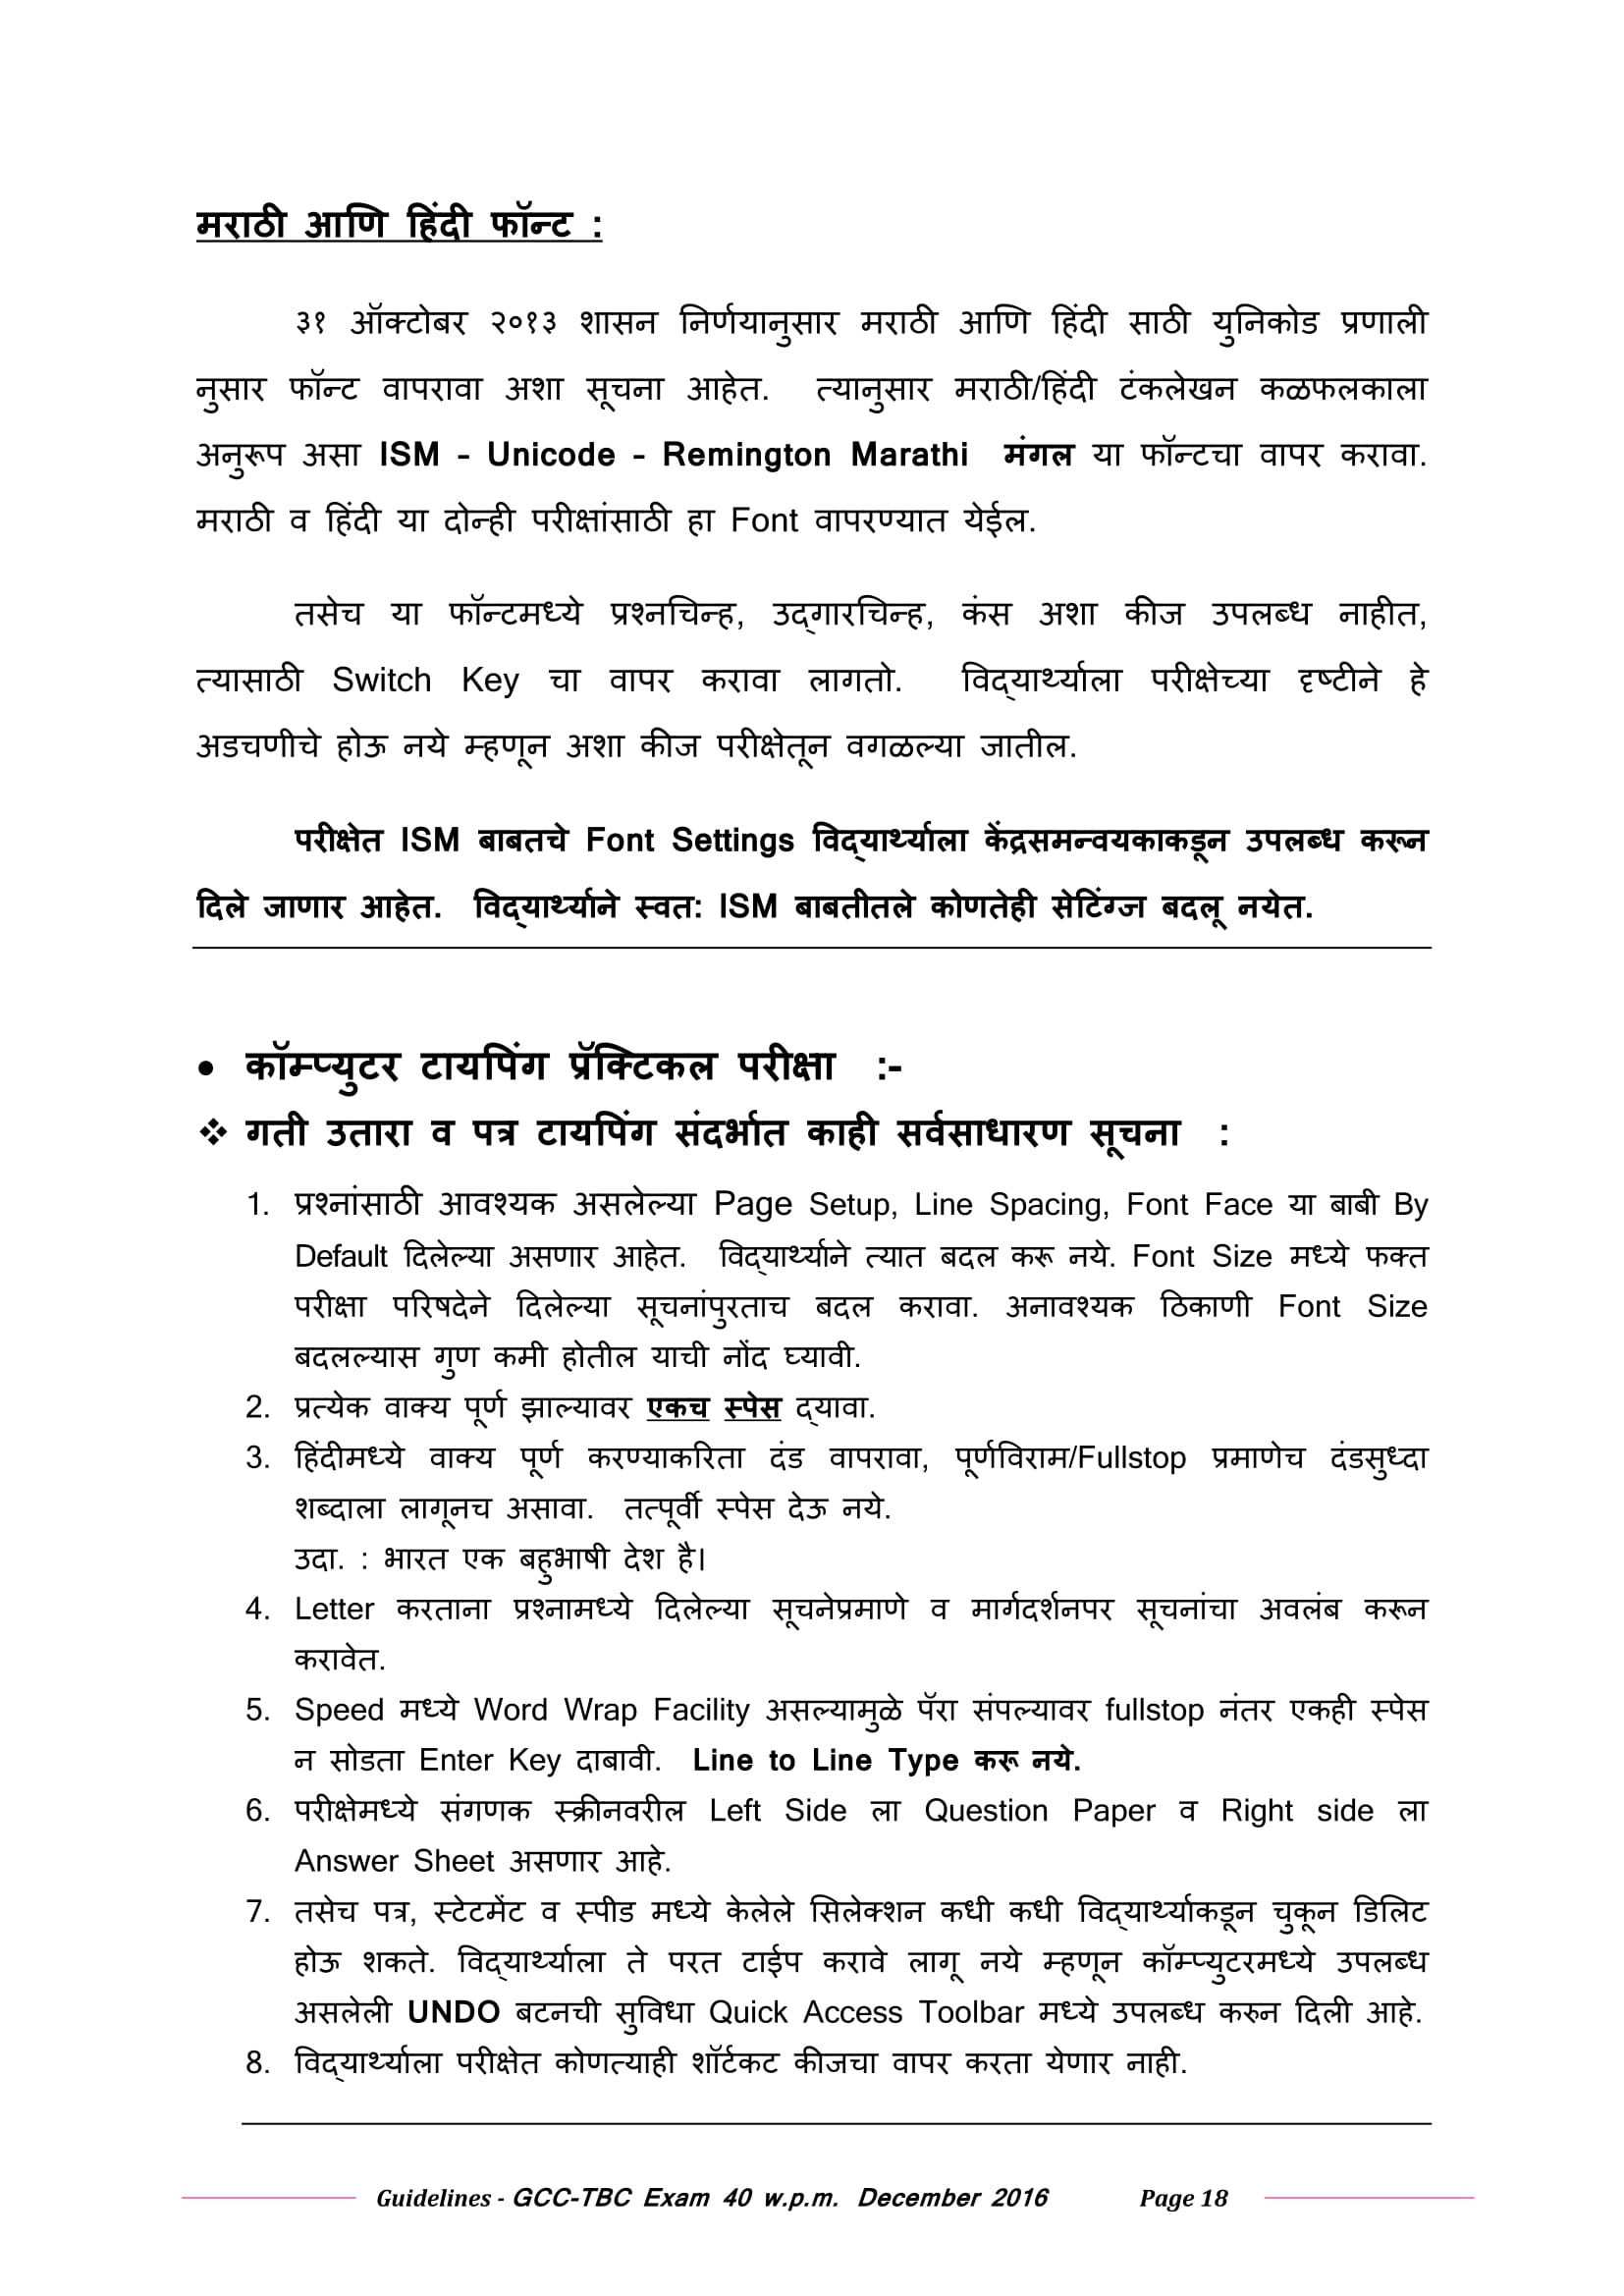 मराठी आणि हिंदी फॉन्ट :
३१ ऑक्टोबर २०१३ शासन निर्णयानुसार मराठी आणि हिंदी साठी युनिकोड प्रणाली
नुसार फॉन्ट वापरावा अशा सूचना आहेत. त्यानुसार मराठी/हिंदी टंकलेखन कळफलकाला
अनुरूप असा ISM – Unicode – Remington Marathi मंगल या फॉन्टचा वापर करावा.
मराठी व हिंदी या दोन्ही परीक्षांसाठी हा Font वापरण्यात येईल.
तसेच या फॉन्टमध्ये प्रश्नचिन्ह, उद्‌गारचिन्ह, कंस अशा कीज उपलब्ध नाहीत,
त्यासाठी Switch Key चा वापर करावा लागतो. विद्‌यार्थ्याला परीक्षेच्या दृष्टीने हे
अडचणीचे होऊ नये म्हणून अशा कीज परीक्षेतून वगळल्या जातील.
परीक्षेत ISM बाबतचे Font Settings विद्‌यार्थ्याला केंद्रसमन्वयकाकडून उपलब्ध करून
दिले जाणार आहेत. विद्‌यार्थ्याने स्वत: ISM बाबतीतले कोणतेही सेटिंग्ज बदलू नयेत.
• कॉम्प्युटर टायपिंग प्रॅक्टिकल परीक्षा :-
❖ गती उतारा व पत्र टायपिंग संदर्भात काही सर्वसाधारण सूचना :
1. प्रश्नांसाठी आवश्यक असलेल्या Page Setup, Line Spacing, Font Face या बाबी By
Default दिलेल्या असणार आहेत. विद्‌यार्थ्याने त्यात बदल करू नये. Font Size मध्ये फक्त
परीक्षा परिषदेने दिलेल्या सूचनांपुरताच बदल करावा. अनावश्यक ठिकाणी Font Size
बदलल्यास गुण कमी होतील याची नोंद घ्यावी.
2. प्रत्येक वाक्य पूर्ण झाल्यावर एकच स्पेस द्‌यावा.
3. हिंदीमध्ये वाक्य पूर्ण करण्याकरिता दंड वापरावा, पूर्णविराम/Fullstop प्रमाणेच दंडसुध्दा
शब्दाला लागूनच असावा. तत्पूर्वी स्पेस देऊ नये.
उदा. : भारत एक बहुभाषी देश है।
4. Letter करताना प्रश्नामध्ये दिलेल्या सूचनेप्रमाणे व मार्गदर्शनपर सूचनांचा अवलंब करून
करावेत.
5. Speed मध्ये Word Wrap Facility असल्यामुळे पॅरा संपल्यावर fullstop नंतर एकही स्पेस
न सोडता Enter Key दाबावी. Line to Line Type करू नये.
6. परीक्षेमध्ये संगणक स्क्रीनवरील Left Side ला Question Paper व Right side ला
Answer Sheet असणार आहे.
7. तसेच पत्र, स्टेटमेंट व स्पीड मध्ये केलेले सिलेक्शन कधी कधी विद्‌यार्थ्याकडून चुकून डिलिट
होऊ शकते. विद्‌यार्थ्याला ते परत टाईप करावे लागू नये म्हणून कॉम्प्युटरमध्ये उपलब्ध
असलेली UNDO बटनची सुविधा Quick Access Toolbar मध्ये उपलब्ध करुन दिली आहे.
8. विद्‌यार्थ्याला परीक्षेत कोणत्याही शॉर्टकट कीजचा वापर करता येणार नाही.
Guidelines - GCC-TBC Exam 40 w.p.m. December 2016 Page 18